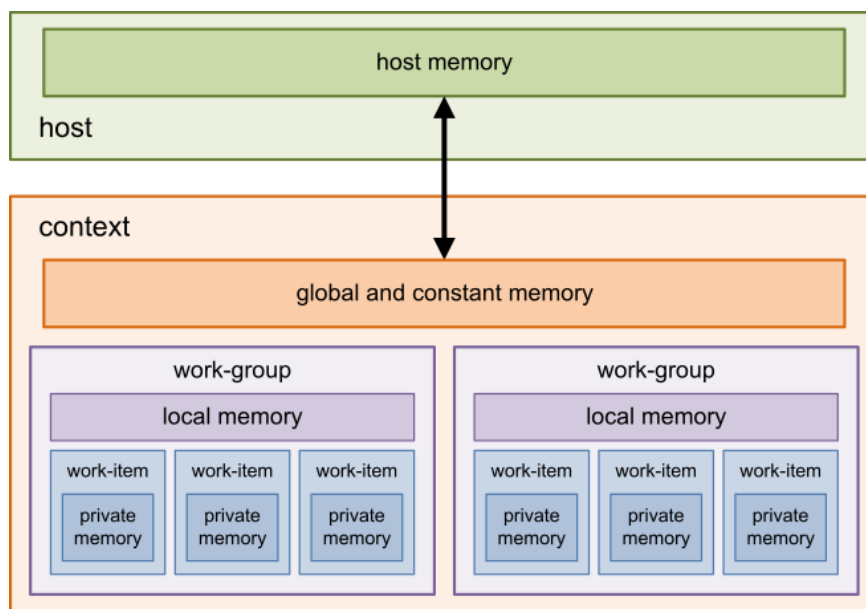 host memory
host
context
global and constant memory
work-group
work-group
local memory
local memory
work-item
work-item
work-item
work-item
work-item
work-item
private
memory
private
memory
private
memory
private
memory
private
memory
private
memory